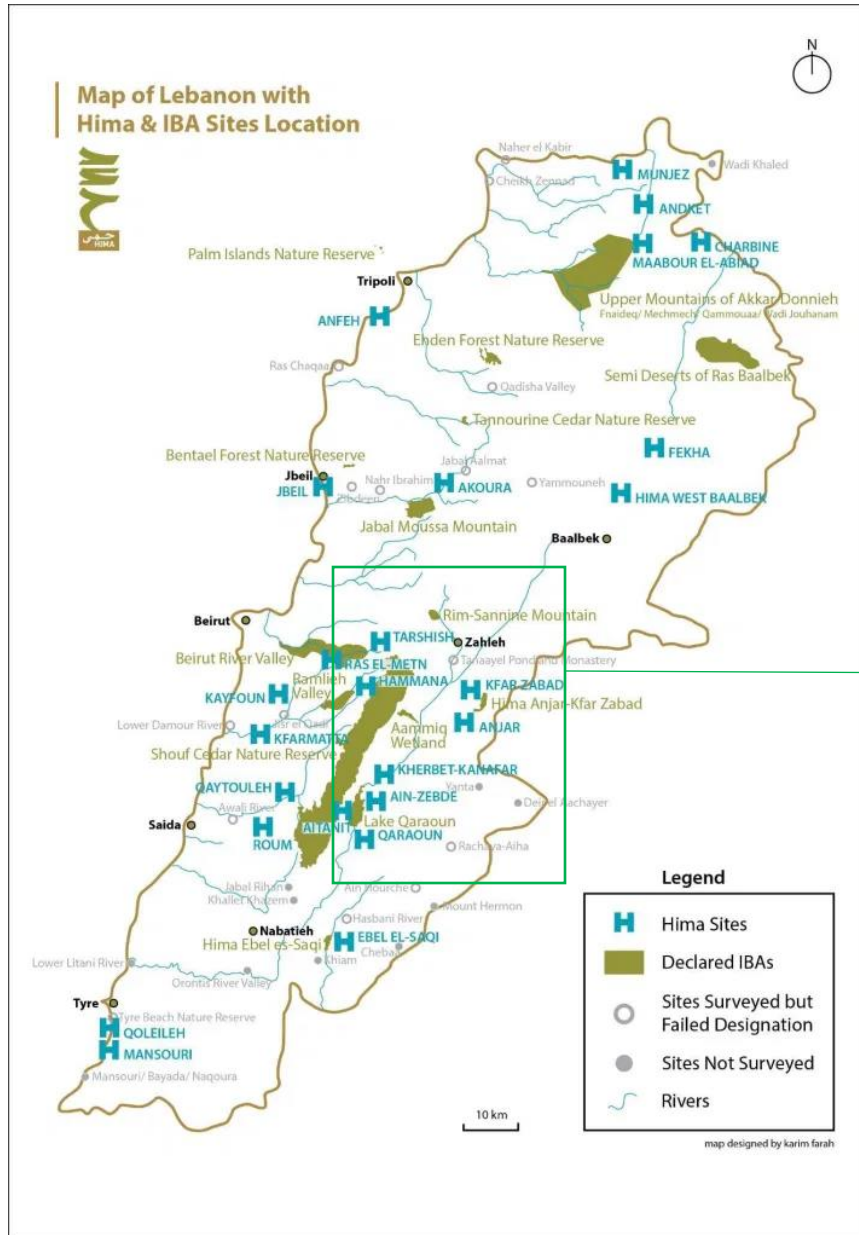 N
Map of Lebanon with
Hima & IBA Sites Location
حمى
HIMA
Naher el Kabir
Cheikh Zennad
Wadi Khaled
MUNJEZ
ANDKET
CHARBINE
MAABOUR EL-ABIAD
Palm Islands Nature Reserve
Tripoli
Upper Mountains of Akkar Donnieh
Fnaideq/ Mechmech/ Qammouaa/ Wadi Jouhanam
ANFEH
Ehden Forest Nature Reserve
Ras Chaqaa
Semi Deserts of Ras Baalbek
Qadisha Valley
Tannourine Cedar Nature Reserve
FEKHA
Bentael Forest Nature Reserve
Jabal Aalmat
Jbeil
Nahr Ibrahim
Yammouneh
JBEIL
AKOURA
HIMA WEST BAALBEK
Jabal Moussa Mountain
Baalbek
Rim-Sannine Mountain
Beirut
TARSHISH
Zahleh
Beirut River Valley
RAS EL-METN
Tanaayel Pond and Monastery
Ramlieh
Valley
HAMMANA
KFAR ZABAD
KAYFOUN
Hima Anjar-Kfar Zabad
Lower Damour River
Jisr el Qadi
Aammiq
Wetland
ANJAR
KFARMATTA
Shouf Cedar Nature Reserve
KHERBET-KANAFAR
QAYTOULEH
Yanta
AIN-ZEBDE
Deir el Aachayer
Awali River
AITANIT
Lake Qaraoun
Saida
ROUM
QARAOUN
Rachaya-Aiha
Jabal Rihan
Khallet Khazem
Ain Hourche
Mount Hermon
Hasbani River
Nabatieh
Hima Ebel es-Saqi
EBEL EL-SAQI
Chebaa
Lower Litani River
Khiam
Orontis River Valley
Tyre
Tyre Beach Nature Reserve
QOLEILEH
MANSOURI
Mansouri/ Bayada/ Naqoura
10 km
Legend
Hima Sites
Declared IBAs
Sites Surveyed but
Failed Designation
Sites Not Surveyed
Rivers
map designed by karim farah